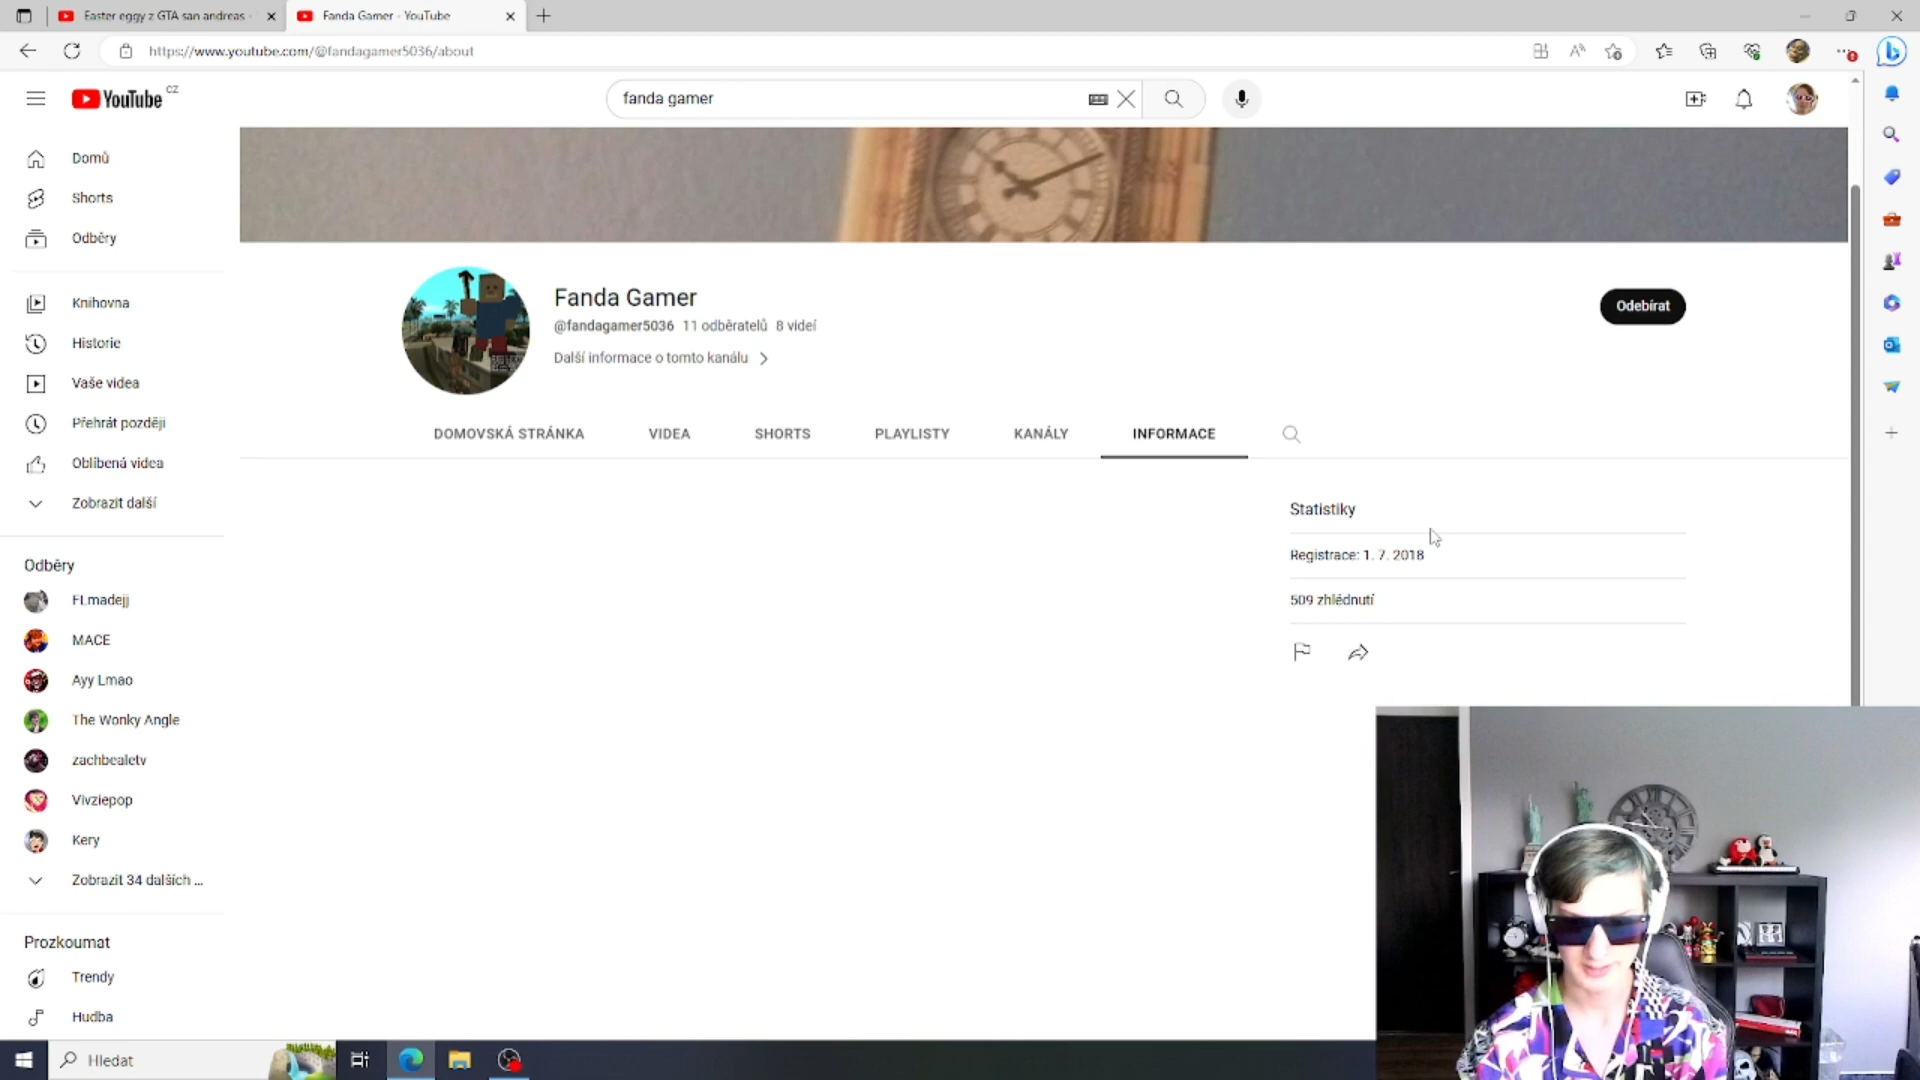 Easter eggy z GTA san andreas -
Fanda Gamer - YouTube
https://www.youtube.com/@fandagamer5036/about
YouTube CZ
fanda gamer
Domů
Shorts
Odběry
Knihovna
Historie
Vaše videa
Přehrát později
Oblíbená videa
Zobrazit další
Odběry
FLmadejj
MACE
Ayy Lmao
The Wonky Angle
zachbealetv
Vivziepop
Kery
Zobrazit 34 dalších ...
Prozkoumat
Trendy
Hudba
Fanda Gamer
@fandagamer5036 11 odběratelů 8 videí
Další informace o tomto kanálu
Odebírat
DOMOVSKÁ STRÁNKA VIDEA SHORTS PLAYLISTY KANÁLY INFORMACE
Statistiky
Registrace: 1. 7. 2018
509 zhlédnutí
Hledat